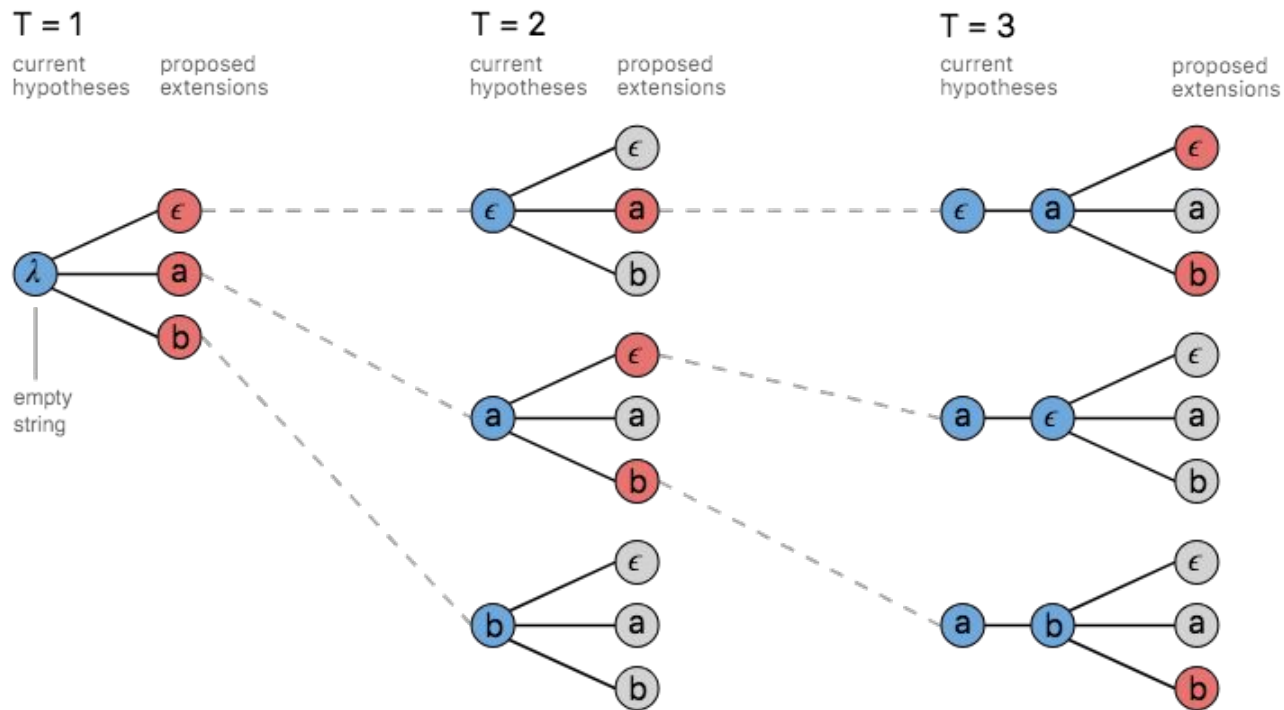 T = 1
T = 2
T = 3
current hypotheses
proposed extensions
current hypotheses
proposed extensions
current hypotheses
proposed extensions
λ
ϵ
a
b
empty
string
ϵ
ϵ
a
b
a
ϵ
a
b
b
ϵ
a
b
ϵ
a
ϵ
a
b
a
ϵ
ϵ
a
b
a
b
ϵ
a
b